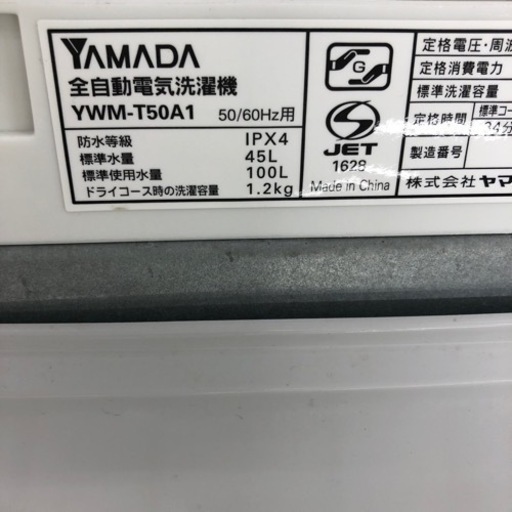 YAMADA
全自動電気洗濯機
YWM-T50A1 50/60Hz用
防水等級 IPX4
標準水量 45L
標準使用水量 100L
ドライコース時の洗濯容量 1.2kg
G
S
JET
1628
Made in China
定格電圧・周
定格消費電力
標準洗濯容量
定格時間 標準コー
製造番号
株式会社ヤマ